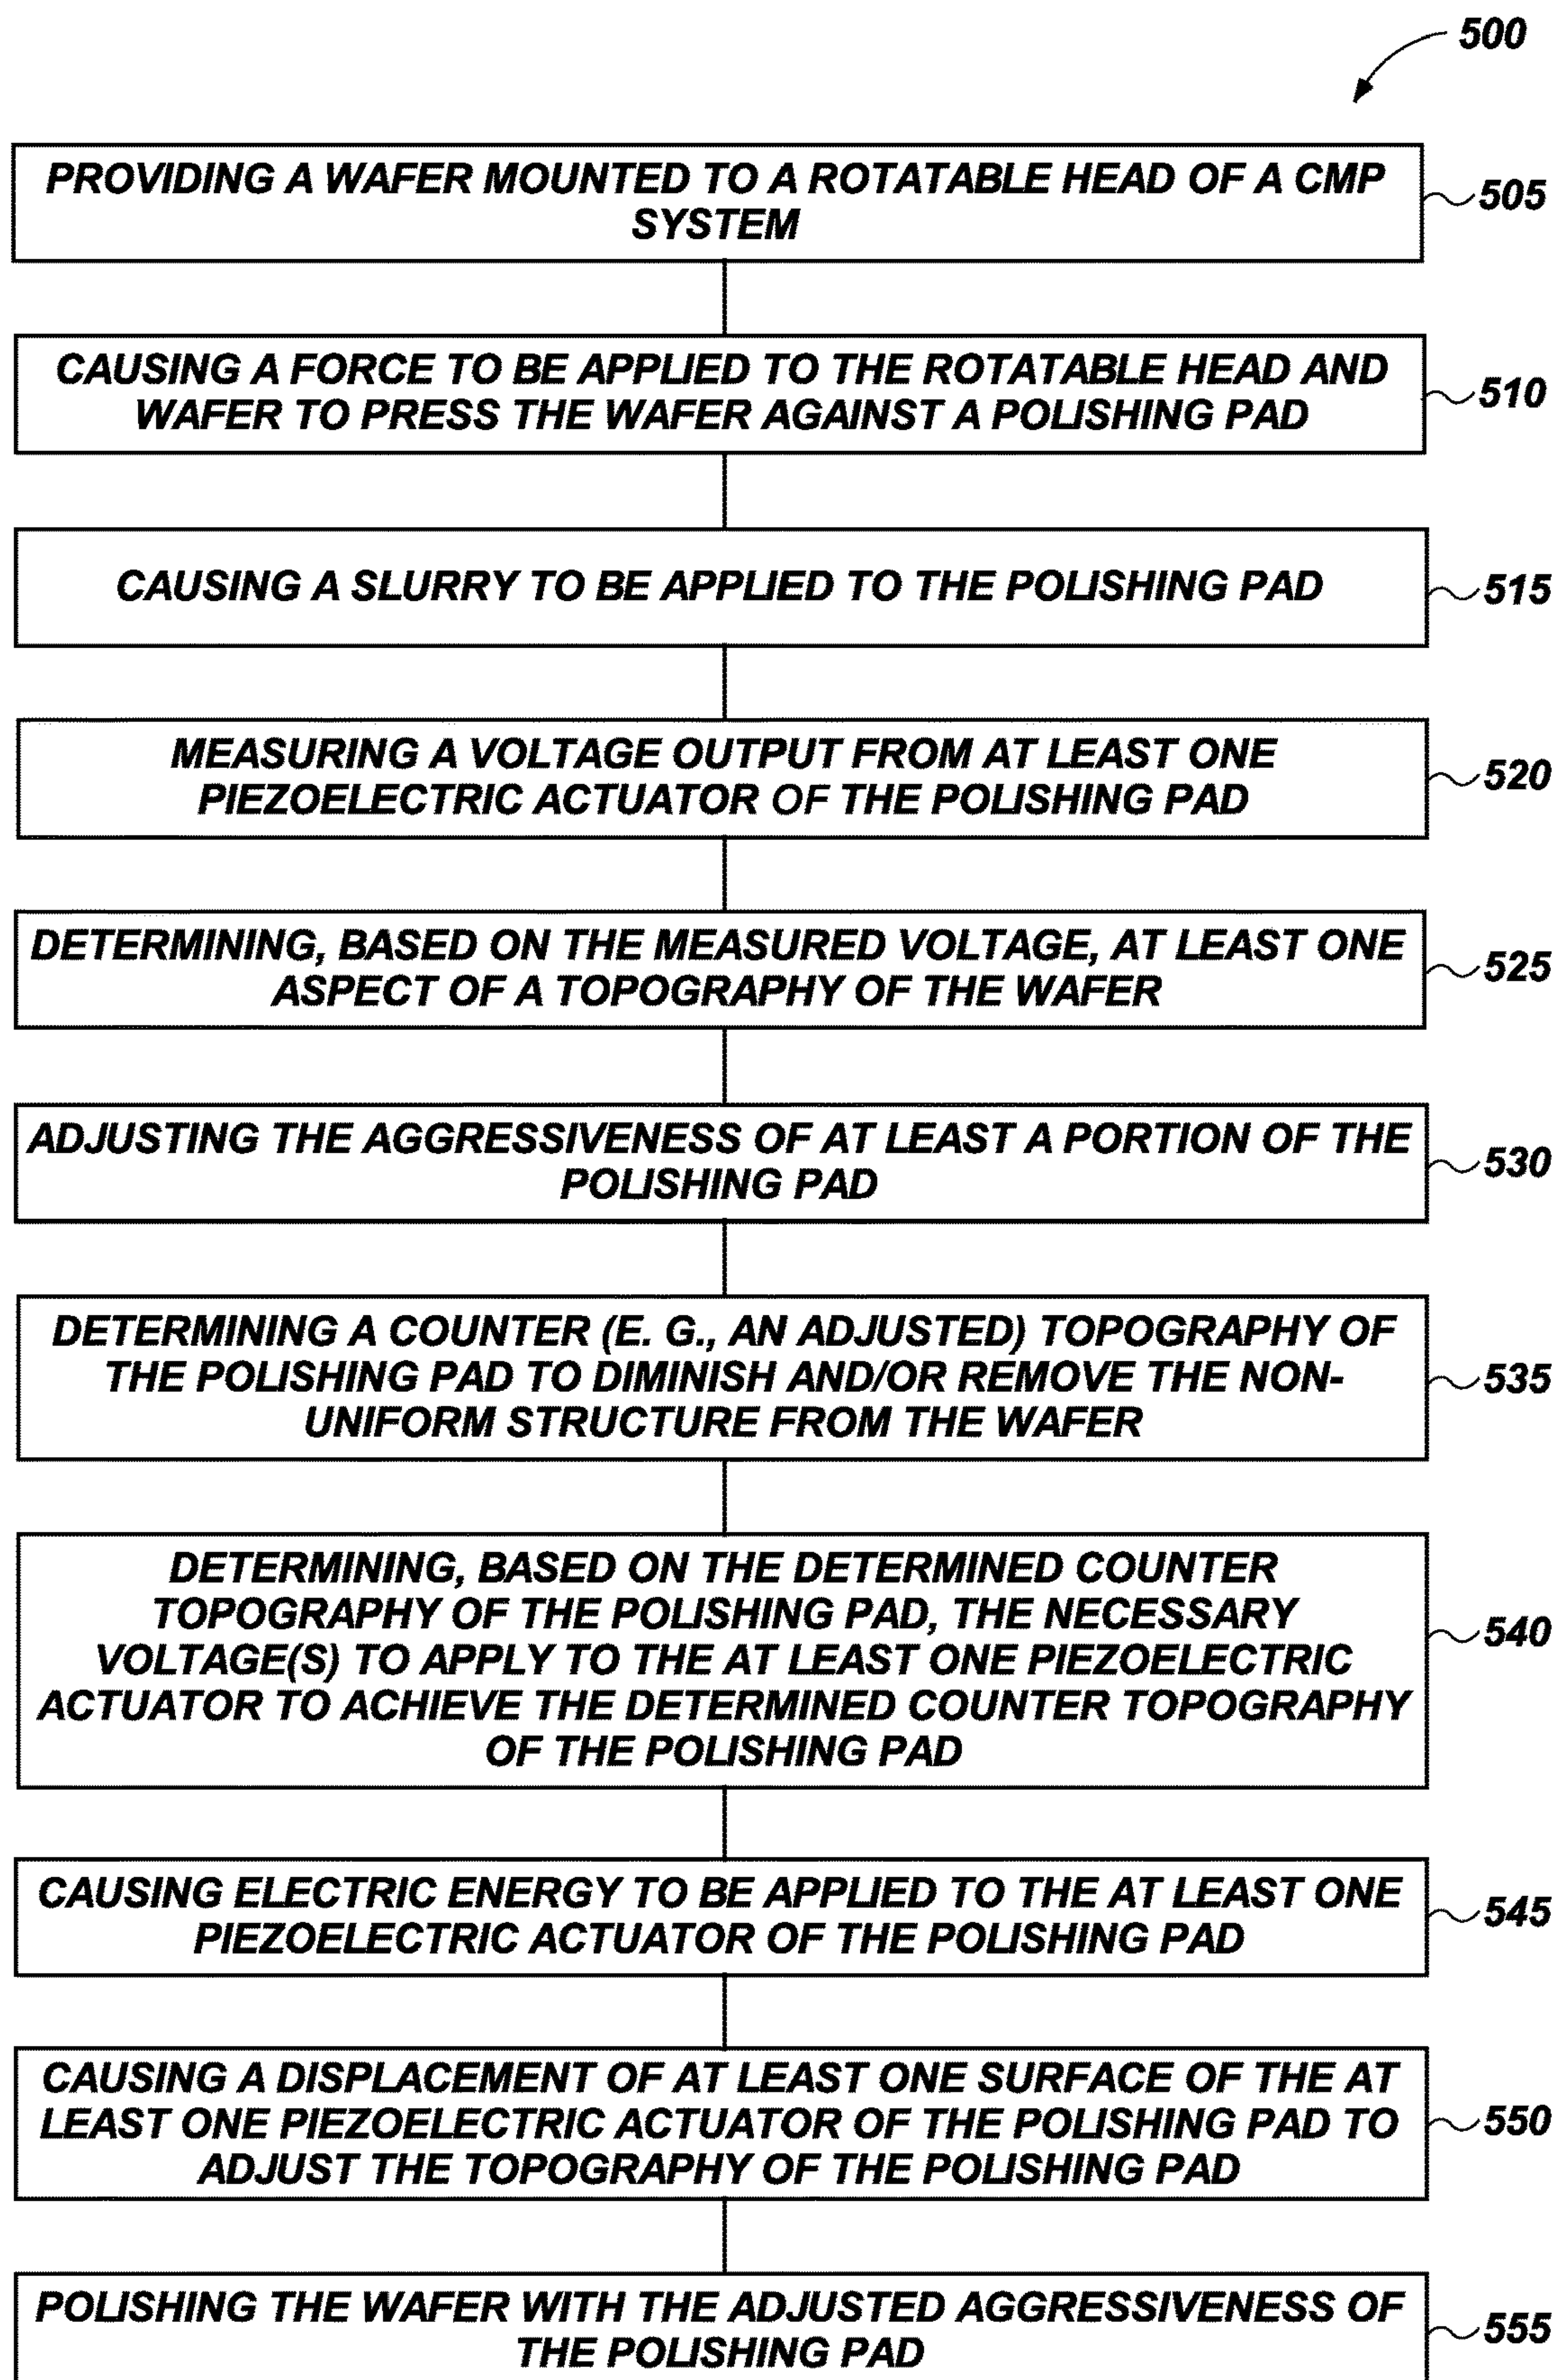 500
PROVIDING A WAFER MOUNTED TO A ROTATABLE HEAD OF A CMP
SYSTEM
505
CAUSING A FORCE TO BE APPLIED TO THE ROTATABLE HEAD AND
WAFER TO PRESS THE WAFER AGAINST A POLISHING PAD
510
CAUSING A SLURRY TO BE APPLIED TO THE POLISHING PAD
515
MEASURING A VOLTAGE OUTPUT FROM AT LEAST ONE
PIEZOELECTRIC ACTUATOR OF THE POLISHING PAD
520
DETERMINING, BASED ON THE MEASURED VOLTAGE, AT LEAST ONE
ASPECT OF A TOPOGRAPHY OF THE WAFER
525
ADJUSTING THE AGGRESSIVENESS OF AT LEAST A PORTION OF THE
POLISHING PAD
530
DETERMINING A COUNTER (E. G., AN ADJUSTED) TOPOGRAPHY OF
THE POLISHING PAD TO DIMINISH AND/OR REMOVE THE NON-
UNIFORM STRUCTURE FROM THE WAFER
535
DETERMINING, BASED ON THE DETERMINED COUNTER
TOPOGRAPHY OF THE POLISHING PAD, THE NECESSARY
VOLTAGE(S) TO APPLY TO THE AT LEAST ONE PIEZOELECTRIC
ACTUATOR TO ACHIEVE THE DETERMINED COUNTER TOPOGRAPHY
OF THE POLISHING PAD
540
CAUSING ELECTRIC ENERGY TO BE APPLIED TO THE AT LEAST ONE
PIEZOELECTRIC ACTUATOR OF THE POLISHING PAD
545
CAUSING A DISPLACEMENT OF AT LEAST ONE SURFACE OF THE AT
LEAST ONE PIEZOELECTRIC ACTUATOR OF THE POLISHING PAD TO
ADJUST THE TOPOGRAPHY OF THE POLISHING PAD
550
POLISHING THE WAFER WITH THE ADJUSTED AGGRESSIVENESS OF
THE POLISHING PAD
555